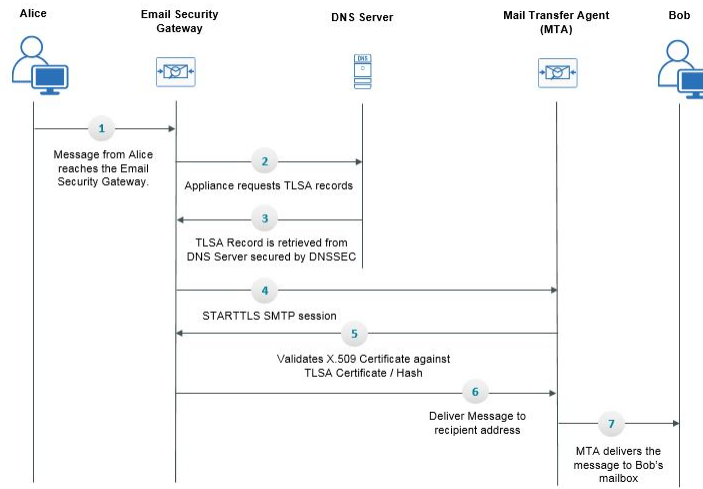 Alice
Email Security
Gateway
DNS Server
Mail Transfer Agent
(MTA)
Bob
DNS
1
Message from Alice
reaches the Email
Security Gateway.
2
Appliance requests TLSA records
3
TLSA Record is retrieved from
DNS Server secured by DNSSEC
4
STARTTLS SMTP session
5
Validates X.509 Certificate against
TLSA Certificate / Hash
6
Deliver Message to
recipient address
7
MTA delivers the
message to Bob's
mailbox